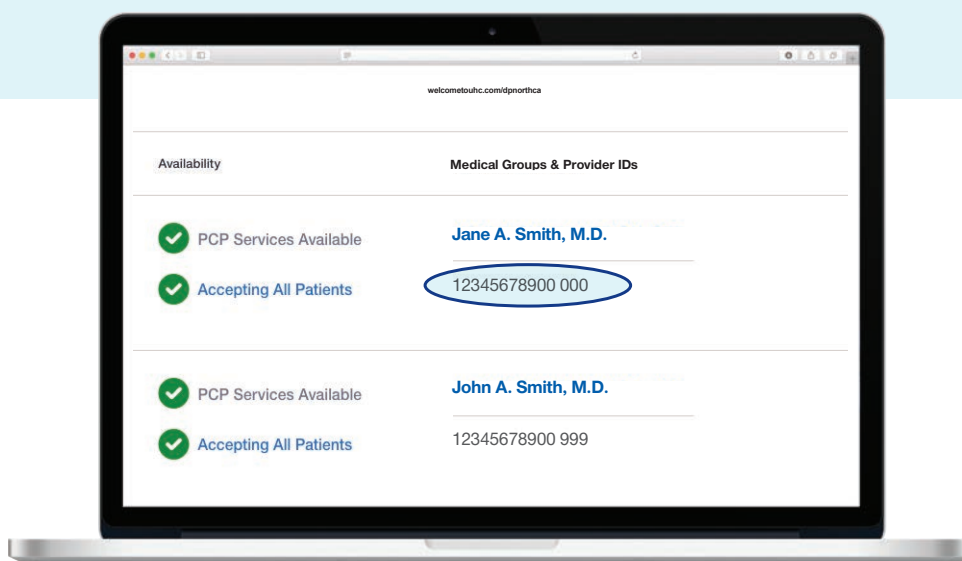 welcometouhc.com/dpnorthca
Availability
Medical Groups & Provider IDs
PCP Services Available
Jane A. Smith, M.D.
Accepting All Patients
12345678900 000
PCP Services Available
John A. Smith, M.D.
Accepting All Patients
12345678900 999